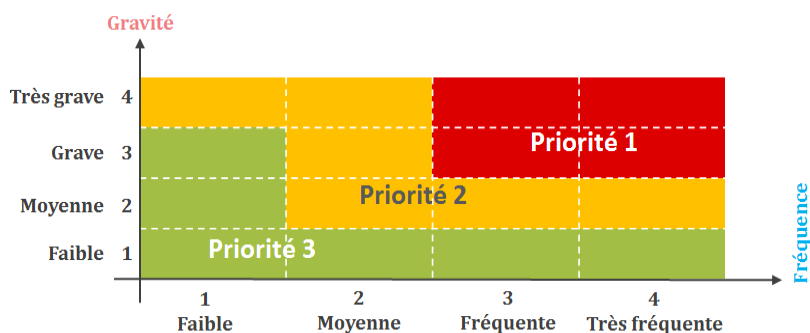 Gravité
Très grave 4
Grave 3
Priorité 1
Moyenne 2
Priorité 2
Faible 1
Priorité 3
Fréquence
1 2 3 4
Faible Moyenne Fréquente Très fréquente